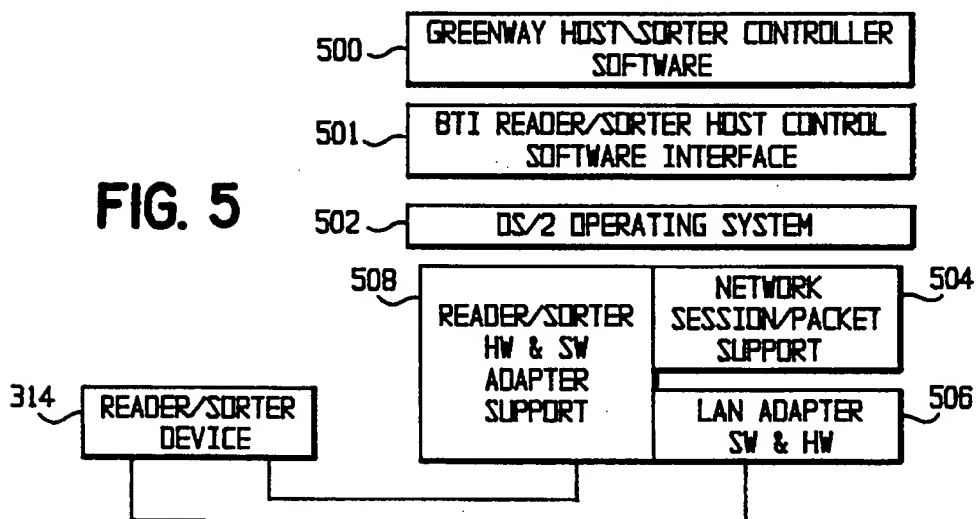 500
GREENWAY HOST\SORTER CONTROLLER
SOFTWARE
501
BTI READER/SORTER HOST CONTROL
SOFTWARE INTERFACE
FIG. 5
502
OS/2 OPERATING SYSTEM
508
READER/SORTER
HW & SW
ADAPTER
SUPPORT
504
NETWORK
SESSION/PACKET
SUPPORT
314
READER/SORTER
DEVICE
506
LAN ADAPTER
SW & HW